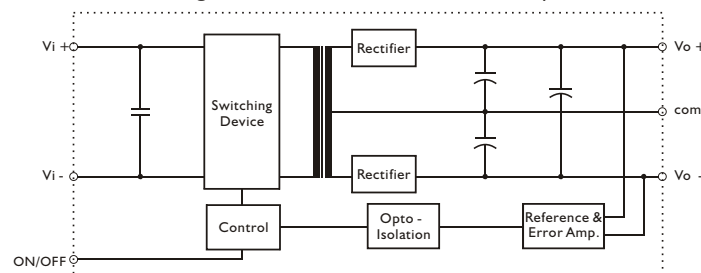 Vi +
Rectifier
Vo +
Switching
Device
com
Vi -
Rectifier
Vo -
Control
Opto -
Isolation
Reference &
Error Amp.
ON/OFF